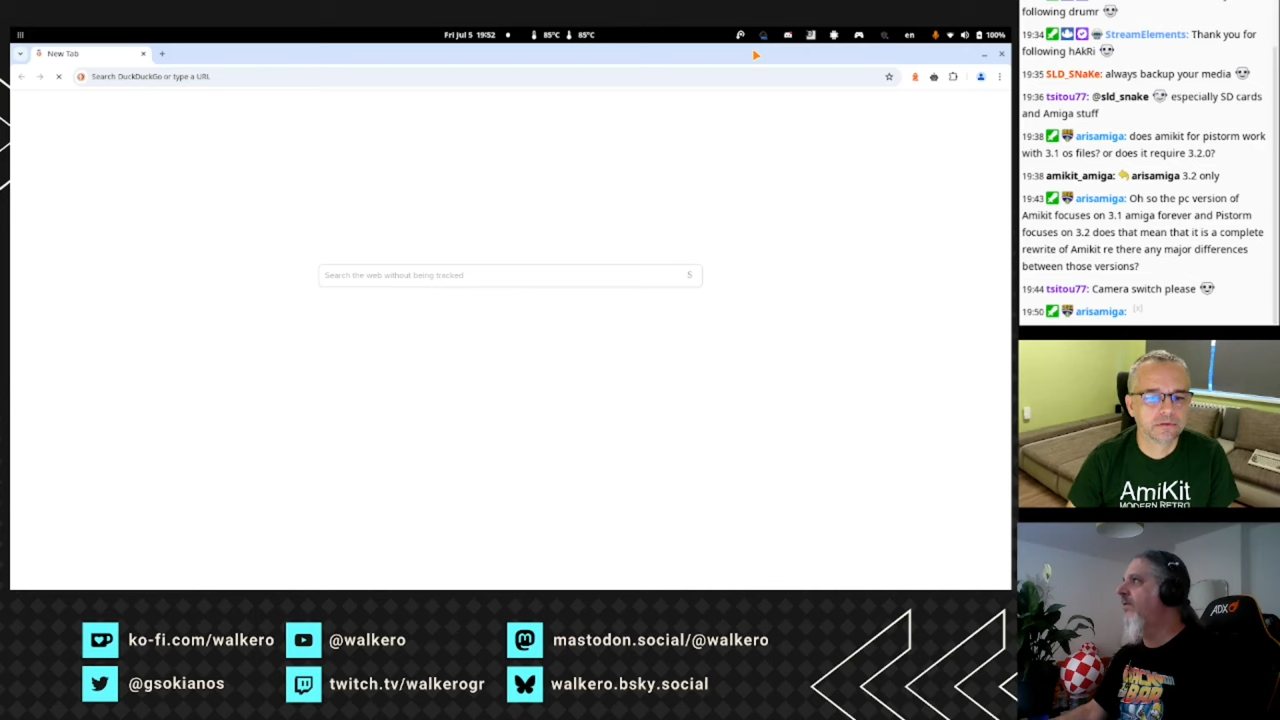 Fri Jul 5 19:52
85°C
85°C
en
100%
New Tab
Search DuckDuckGo or type a URL
Search the web without being tracked
S
following drumr
19:34 StreamElements: Thank you for
following hAkRi
19:35 SLD_SNaKe: always backup your media
19:36 tsitou77: @sld_snake especially SD cards
and Amiga stuff
19:38 arisamiga: does amikit for pistorm work
with 3.1 os files? or does it require 3.2.0?
19:38 amikit_amiga: arisamiga 3.2 only
19:43 arisamiga: Oh so the pc version of
Amikit focuses on 3.1 amiga forever and Pistorm
focuses on 3.2 does that mean that it is a complete
rewrite of Amikit re there any major differences
between those versions?
19:44 tsitou77: Camera switch please
19:50 arisamiga: [x]
AmiKit
MODERN RETRO
ADX
ko-fi.com/walkero
@walkero
mastodon.social/@walkero
@gsokianos
twitch.tv/walkerogr
walkero.bsky.social